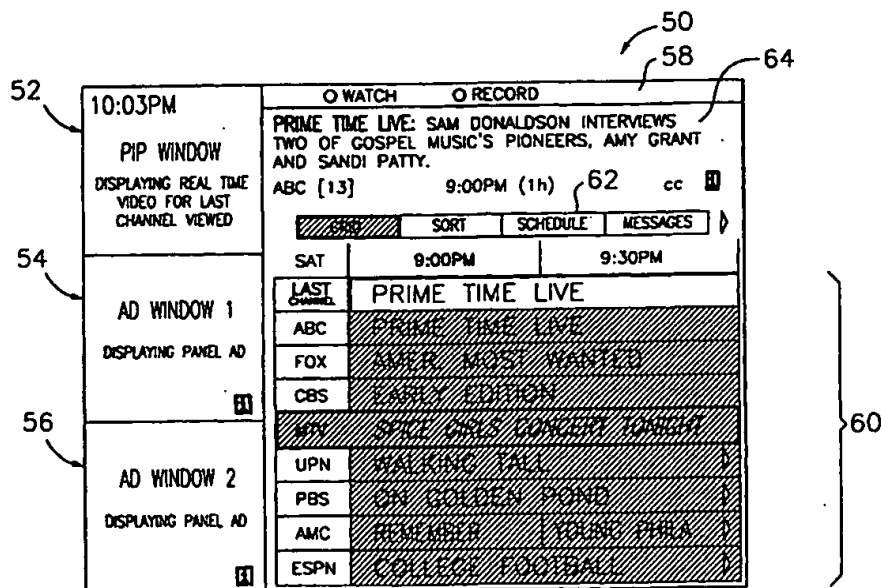 50
58
64
52
10:03PM
PIP WINDOW
DISPLAYING REAL TIME
VIDEO FOR LAST
CHANNEL VIEWED
54
AD WINDOW 1
DISPLAYING PANEL AD
i
56
AD WINDOW 2
DISPLAYING PANEL AD
i
O WATCH O RECORD
PRIME TIME LIVE: SAM DONALDSON INTERVIEWS
TWO OF GOSPEL MUSIC'S PIONEERS, AMY GRANT
AND SANDI PATTY.
ABC [13] 9:00PM (1h) cc
62
GRID SORT SCHEDULE MESSAGES
SAT 9:00PM 9:30PM
LAST CHANNEL PRIME TIME LIVE
ABC PRIME TIME LIVE
FOX AMER. MOST WANTED
CBS EARLY EDITION
MTV SPICE GIRLS CONCERT TONIGHT
UPN WALKING TALL
PBS ON GOLDEN POND
AMC REMEMBER YOUNG PHILA
ESPN COLLEGE FOOTBALL
60